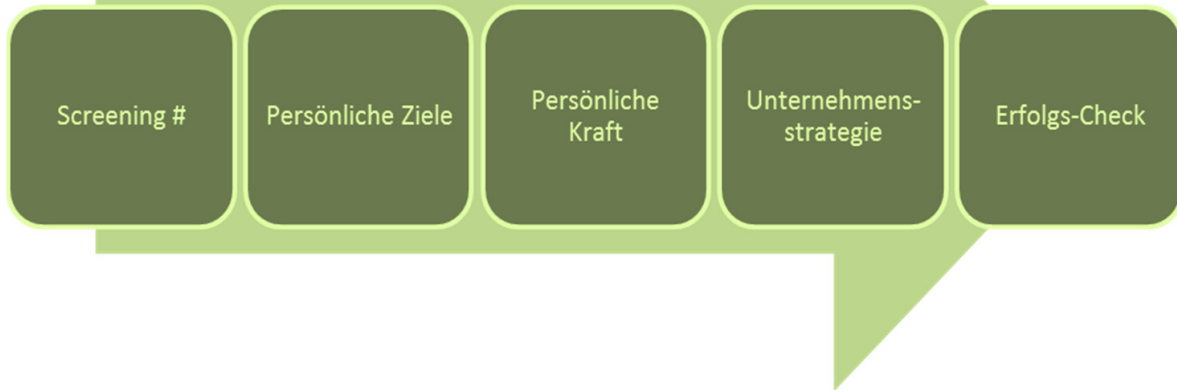 Screening #
Persönliche Ziele
Persönliche
Kraft
Unternehmens-
strategie
Erfolgs-Check